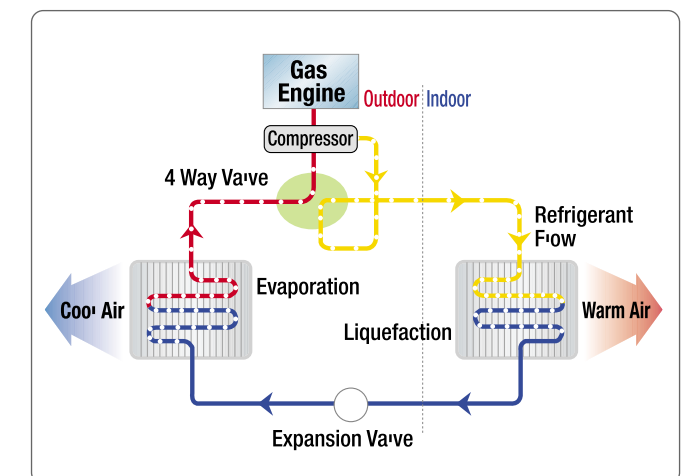 Gas
Engine
Outdoor Indoor
Compressor
4 Way Valve
Refrigerant
Flow
Evaporation
Cool Air
Liquefaction
Warm Air
Expansion Valve